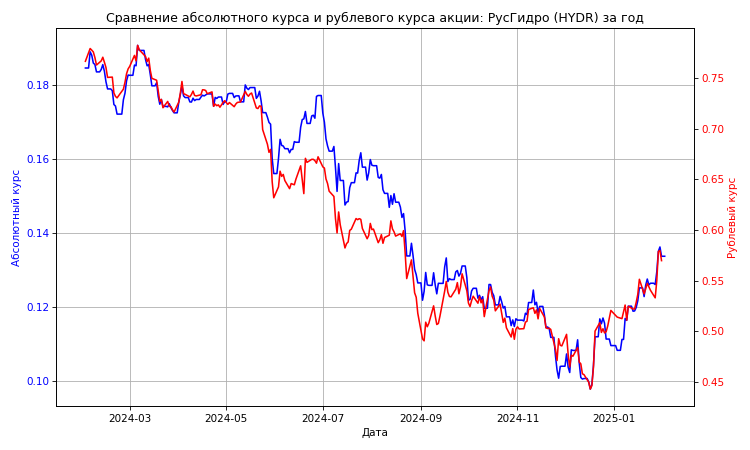 Сравнение абсолютного курса и рублевого курса акции: РусГидро (HYDR) за год
0.18
0.16
0.14
0.12
0.10
Абсолютный курс
0.75
0.70
0.65
0.60
0.55
0.50
0.45
Рублевый курс
2024-03 2024-05 2024-07 2024-09 2024-11 2025-01
Дата